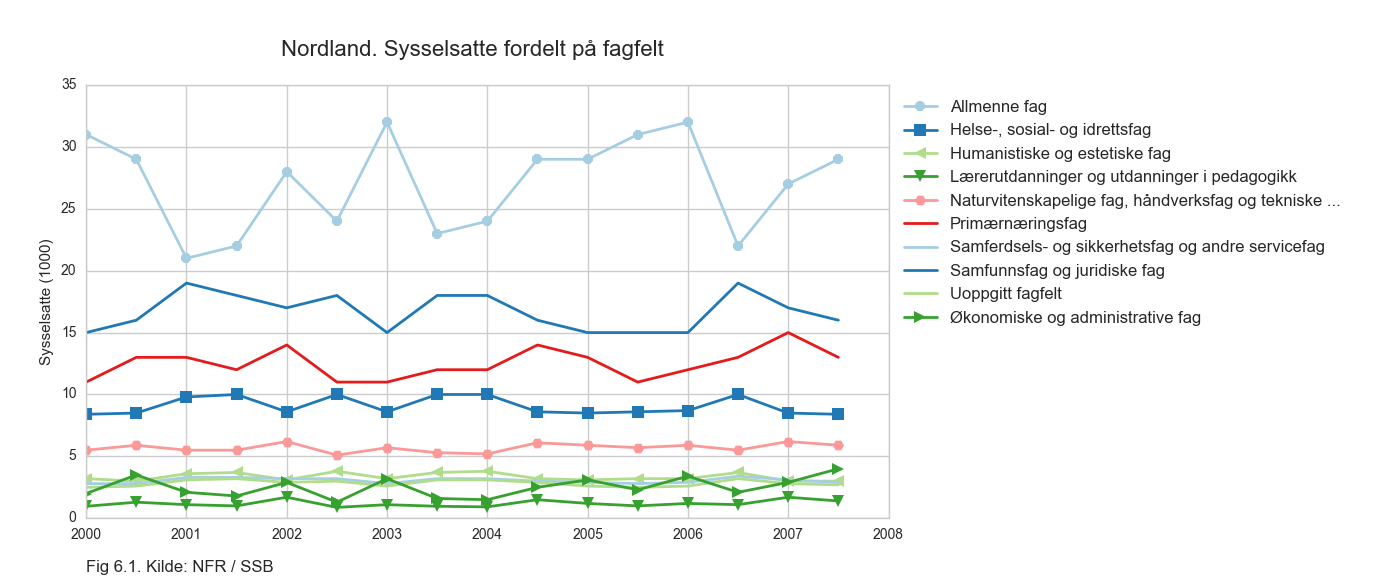 Nordland. Sysselsatte fordelt på fagfelt
Sysselsatte (1000)
35
30
25
20
15
10
5
0
2000 2001 2002 2003 2004 2005 2006 2007 2008
Allmenne fag
Helse-, sosial- og idrettsfag
Humanistiske og estetiske fag
Lærerutdanninger og utdanninger i pedagogikk
Naturvitenskapelige fag, håndverksfag og tekniske ...
Primærnæringsfag
Samferdsels- og sikkerhetsfag og andre servicefag
Samfunnsfag og juridiske fag
Uoppgitt fagfelt
Økonomiske og administrative fag
Fig 6.1. Kilde: NFR / SSB